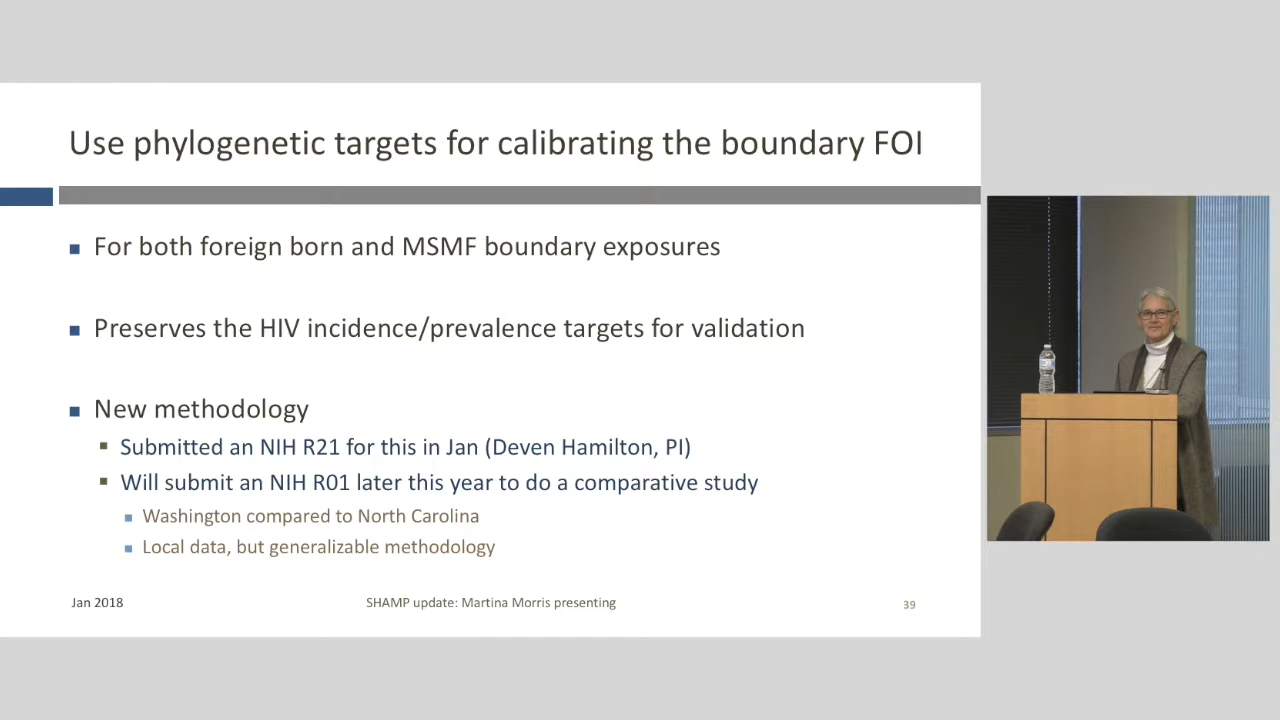 Use phylogenetic targets for calibrating the boundary FOI
For both foreign born and MSMF boundary exposures
Preserves the HIV incidence/prevalence targets for validation
New methodology
Submitted an NIH R21 for this in Jan (Deven Hamilton, PI)
Will submit an NIH R01 later this year to do a comparative study
Washington compared to North Carolina
Local data, but generalizable methodology
Jan 2018
SHAMP update: Martina Morris presenting
39